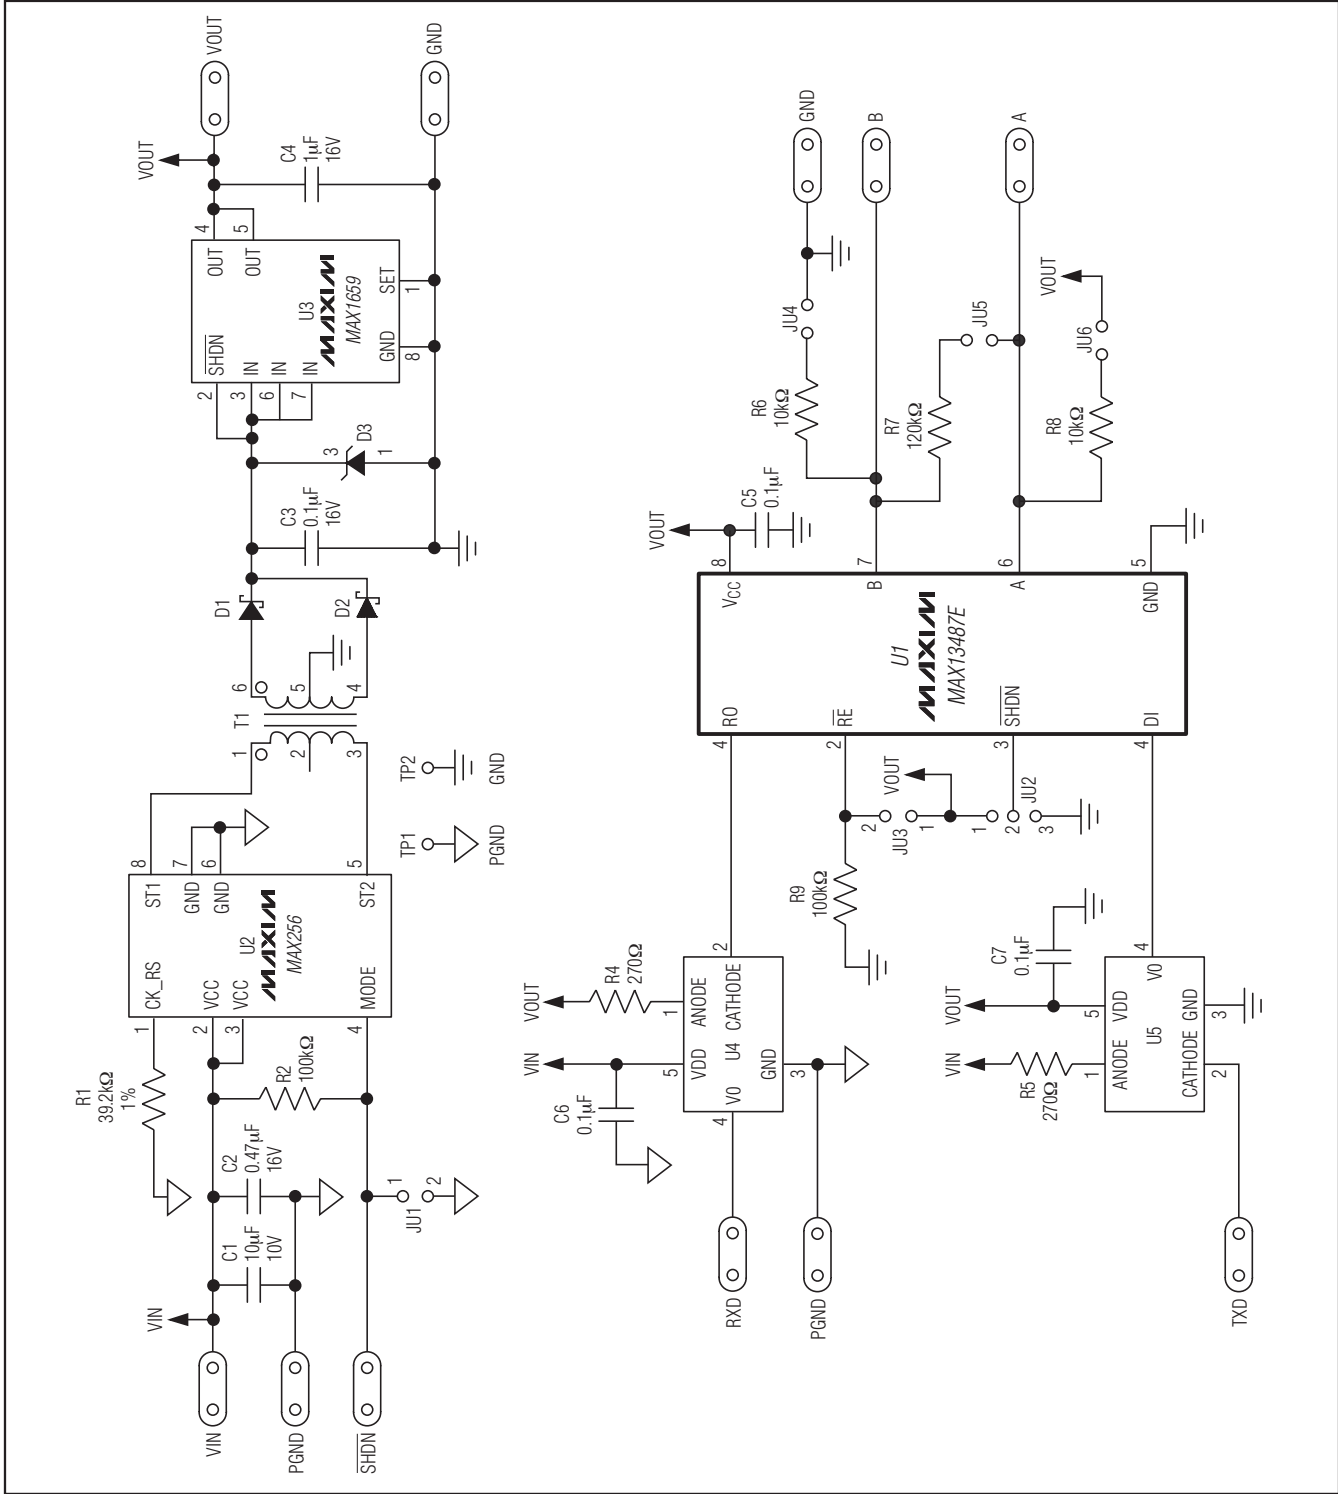 VIN
PGND
SHDN
VIN
C1
10µF
10V
C2
0.47µF
16V
R1
39.2kΩ
1%
R2
100kΩ
JU1
1
2
1
2
3
4
CK_RS
VCC
VCC
MODE
U2
MAXIM
MAX256
ST1
GND
GND
ST2
8
7
6
5
TP1
PGND
TP2
GND
T1
1
2
3
6
5
4
D1
D2
C3
0.1µF
16V
D3
3
1
2
3
6
7
SHDN
IN
IN
IN
U3
MAXIM
MAX1659
OUT
OUT
GND
SET
4
5
8
1
C4
1µF
16V
VOUT
VOUT
GND
RXD
PGND
TXD
C6
0.1µF
VIN
VOUT
R4
270Ω
4
5
1
2
3
V0
VDD
ANODE
CATHODE
GND
U4
VIN
VOUT
R5
270Ω
C7
0.1µF
1
5
2
3
4
ANODE
VDD
CATHODE
GND
V0
U5
R9
100kΩ
JU3
2
1
VOUT
JU2
1
2
3
4
2
3
4
RO
RE
SHDN
DI
U1
MAXIM
MAX13487E
VCC
B
A
GND
8
7
6
5
VOUT
C5
0.1µF
R6
10kΩ
JU4
R7
120kΩ
JU5
R8
10kΩ
JU6
VOUT
GND
B
A